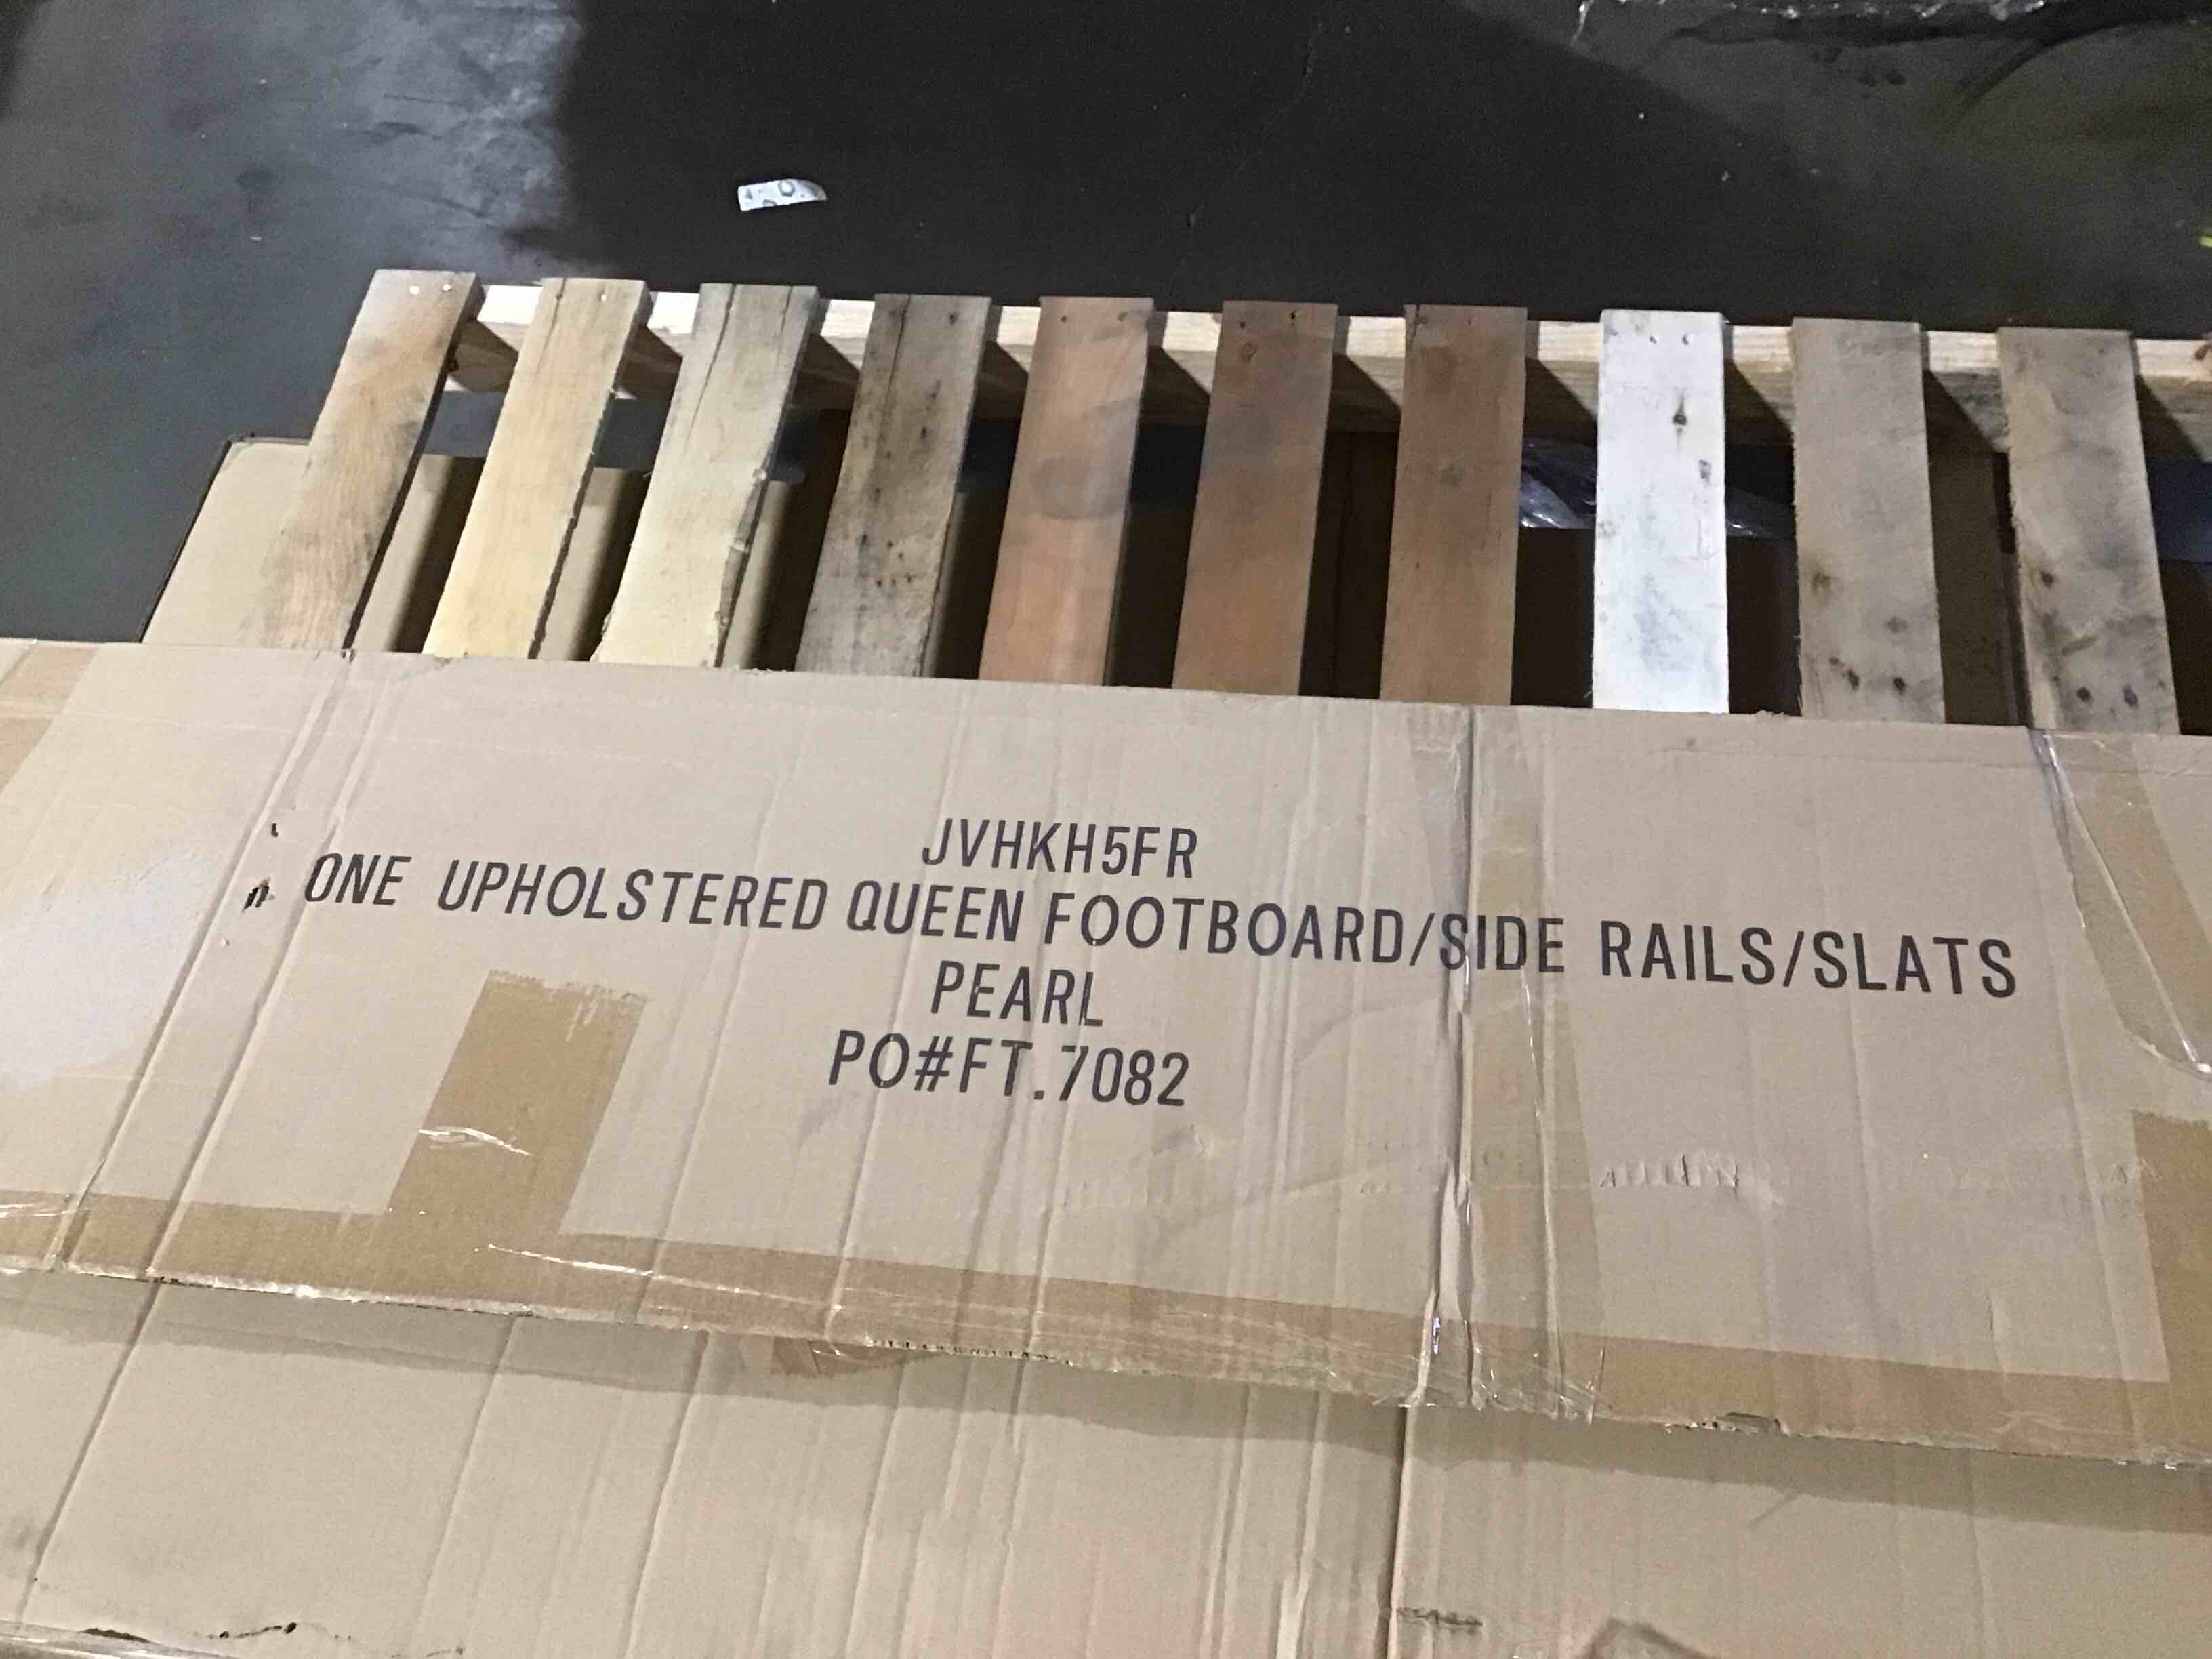 JVHKH5FR
ONE UPHOLSTERED QUEEN FOOTBOARD/SIDE RAILS/SLATS
PEARL
PO#FT.7082